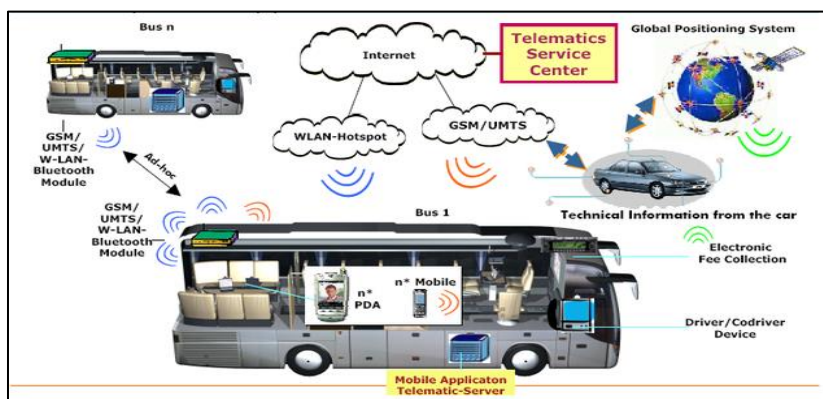 Bus n
Internet
Telematics
Service
Center
Global Positioning System
GSM/
UMTS/
W-LAN-
Bluetooth
Module
Ad-hoc
WLAN-Hotspot
GSM/UMTS
GSM/
UMTS/
W-LAN-
Bluetooth
Module
Bus 1
Technical Information from the car
Electronic
Fee Collection
n*
PDA
n* Mobile
Driver/Codriver
Device
Mobile Applicaton
Telematic-Server